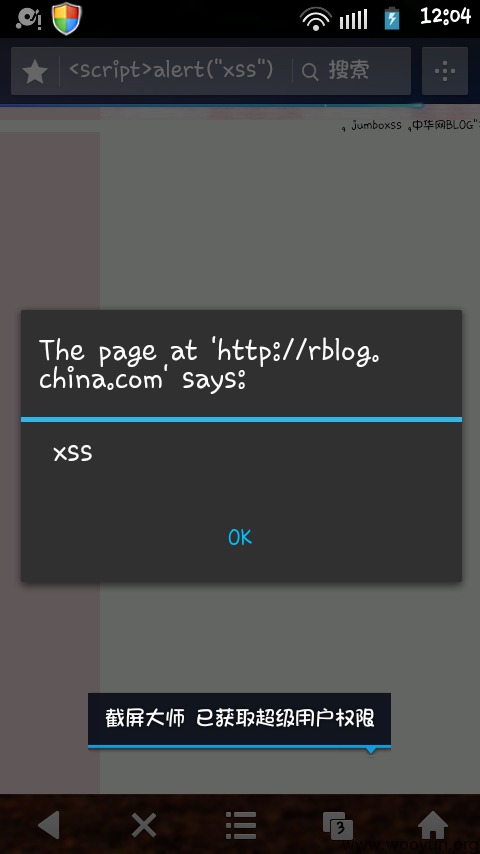 12:04
<script>alert("xss") 搜索
, Jumboxss ,中华网BLOG"
The page at 'http://rblog.
china.com' says:
xss
OK
截屏大师 已获取超级用户权限
3
www.wooyun.org